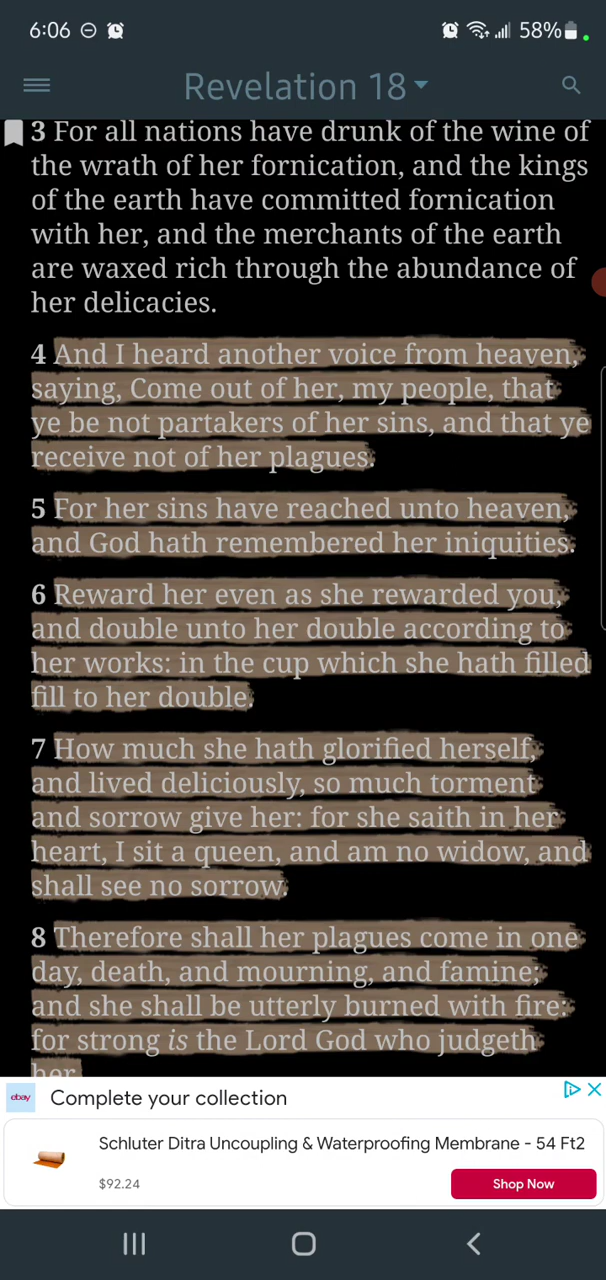 6:06
58%
Revelation 18
3 For all nations have drunk of the wine of
the wrath of her fornication, and the kings
of the earth have committed fornication
with her, and the merchants of the earth
are waxed rich through the abundance of
her delicacies.
4 And I heard another voice from heaven,
saying, Come out of her, my people, that
ye be not partakers of her sins, and that ye
receive not of her plagues.
5 For her sins have reached unto heaven,
and God hath remembered her iniquities.
6 Reward her even as she rewarded you,
and double unto her double according to
her works: in the cup which she hath filled
fill to her double.
7 How much she hath glorified herself,
and lived deliciously, so much torment
and sorrow give her: for she saith in her
heart, I sit a queen, and am no widow, and
shall see no sorrow.
8 Therefore shall her plagues come in one
day, death, and mourning, and famine;
and she shall be utterly burned with fire:
for strong is the Lord God who judgeth
her.
ebay
Complete your collection
Schluter Ditra Uncoupling & Waterproofing Membrane - 54 Ft2
$92.24
Shop Now